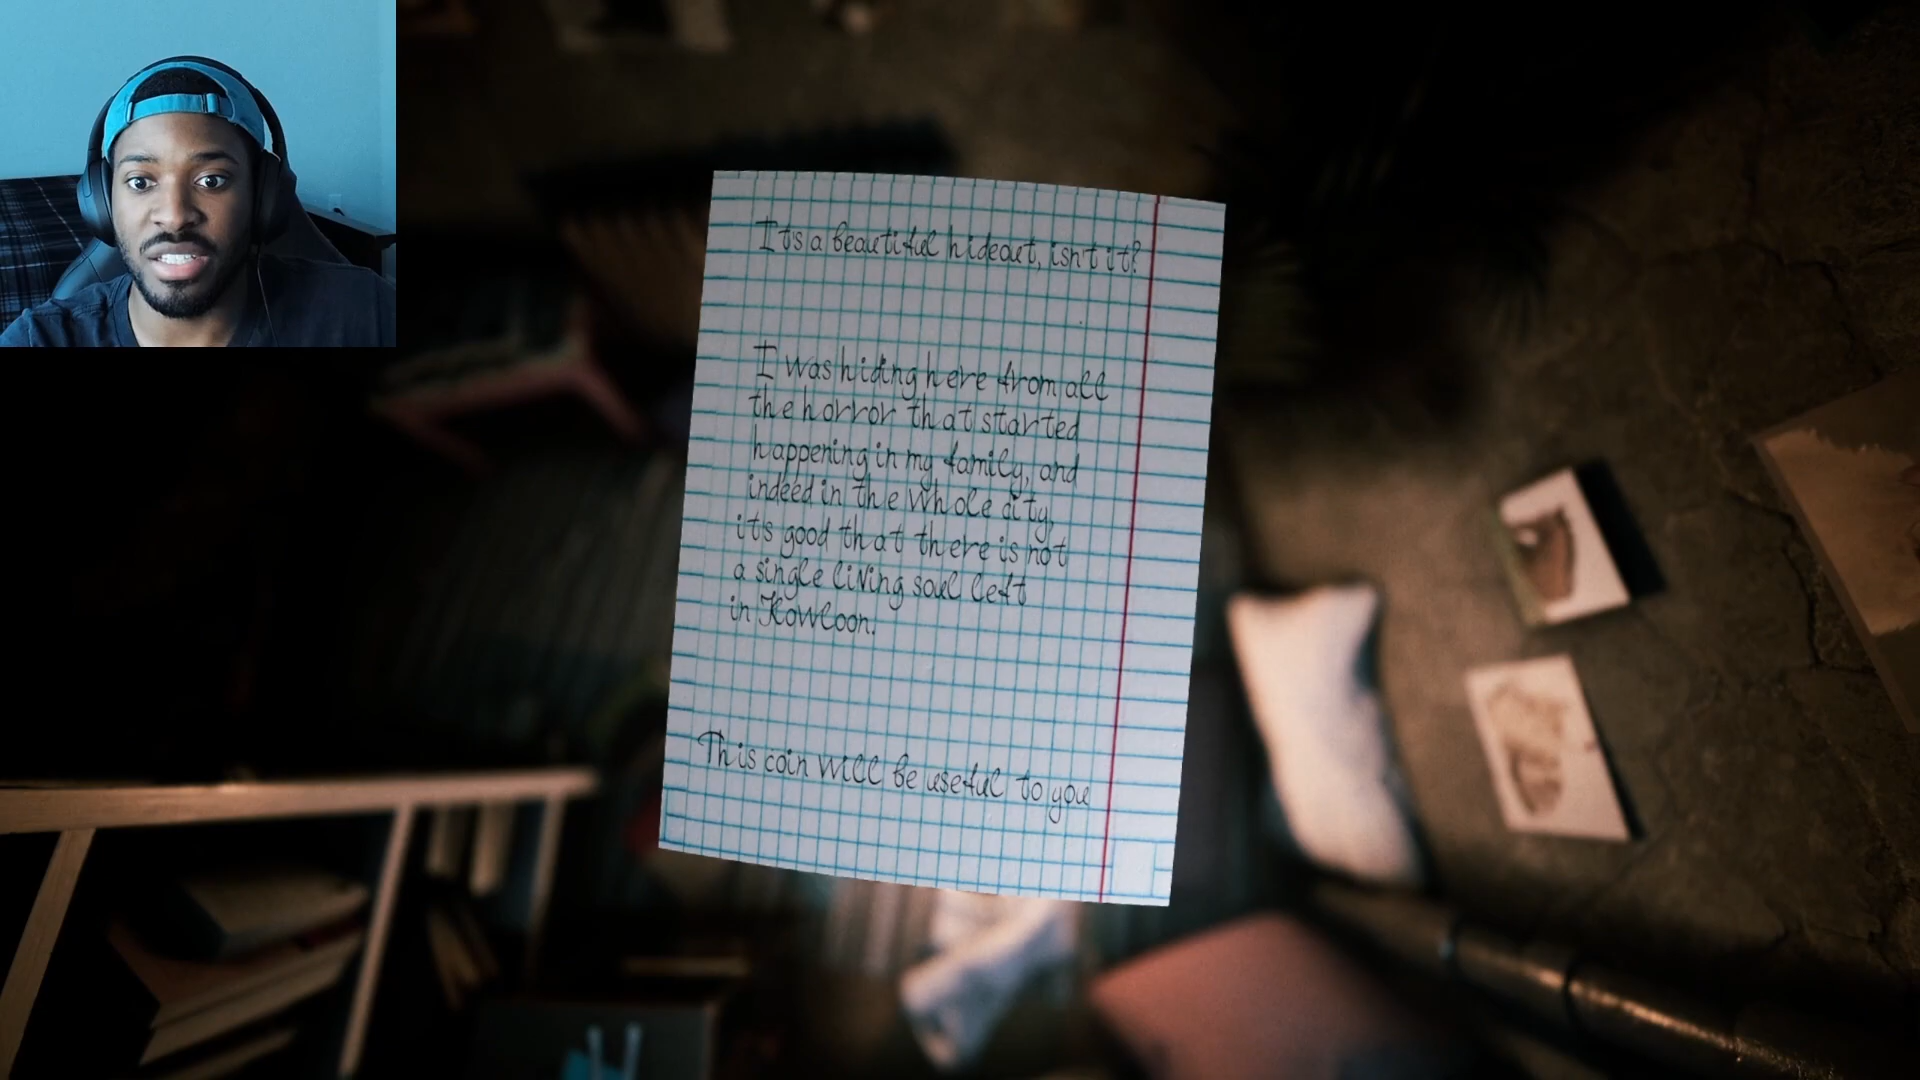 It's a beautiful hideout, isn't it?
I was hiding here from all
the horror that started
happening in my family, and
indeed in the whole city,
it's good that there is not
a single living soul left
in Kowloon.
This coin will be useful to you